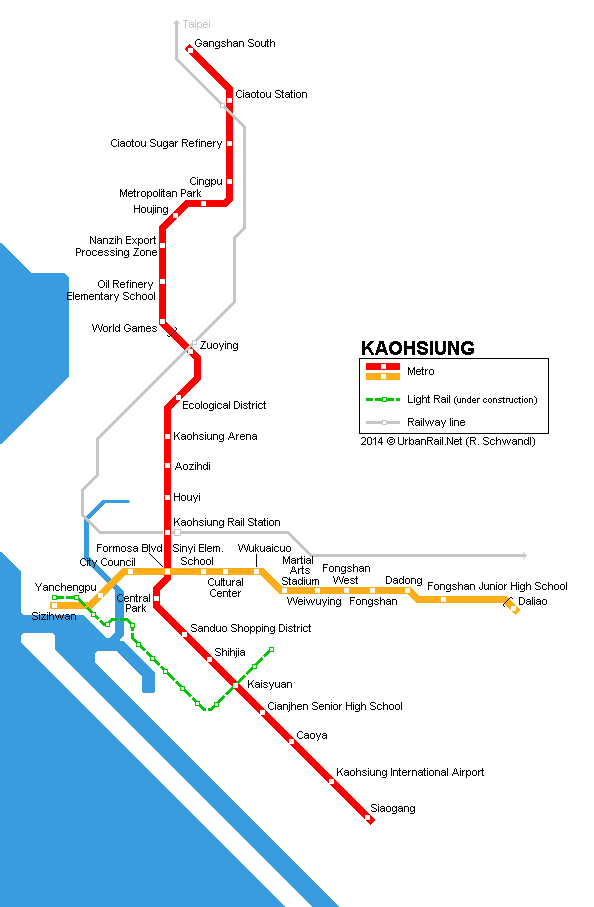 Taipei
Gangshan South
Ciaotou Station
Ciaotou Sugar Refinery
Cingpu
Metropolitan Park
Houjing
Nanzih Export
Processing Zone
Oil Refinery
Elementary School
World Games
Zuoying
KAOHSIUNG
Metro
Light Rail (under construction)
Railway line
2014 © UrbanRail.Net (R. Schwandl)
Ecological District
Kaohsiung Arena
Aozihdi
Houyi
Kaohsiung Rail Station
Formosa Blvd
Sinyi Elem.
School
Wukuaicuo
City Council
Cultural
Center
Martial
Arts
Stadium
Fongshan
West
Dadong
Fongshan Junior High School
Yanchengpu
Sizihwan
Central
Park
Weiwuying
Fongshan
Daliao
Sanduo Shopping District
Shihjia
Kaisyuan
Cianjhen Senior High School
Caoya
Kaohsiung International Airport
Siaogang